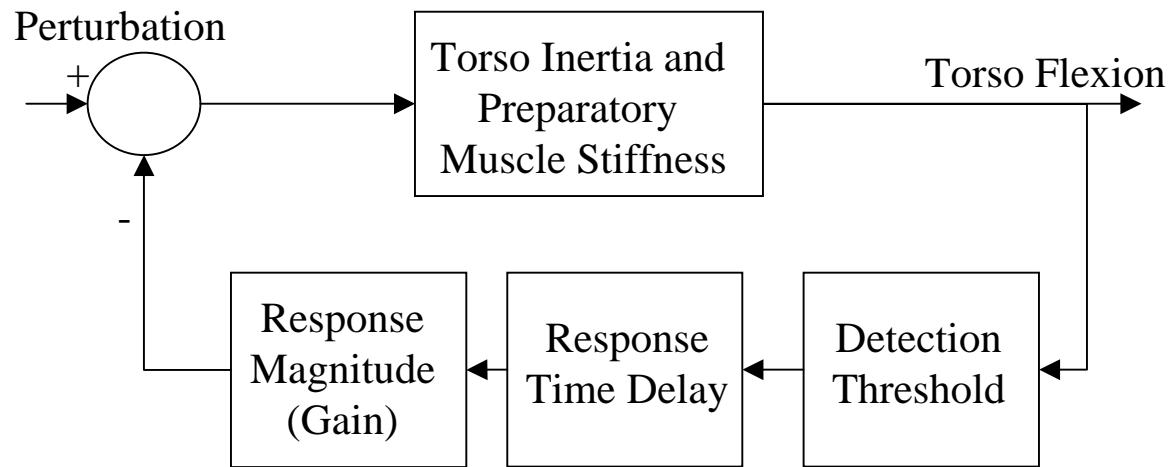 Perturbation
+
Torso Inertia and
Preparatory
Muscle Stiffness
Torso Flexion
-
Response
Magnitude
(Gain)
Response
Time Delay
Detection
Threshold